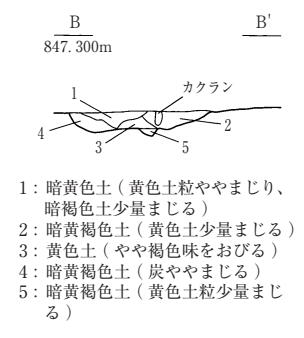 B B'
847.300m
カクラン
1
4 2
3 5
1：暗黄色土（黄色土粒ややまじり、
暗褐色土少量まじる）
2：暗黄褐色土（黄色土少量まじる）
3：黄色土（やや褐色味をおびる）
4：暗黄褐色土（炭ややまじる）
5：暗黄褐色土（黄色土粒少量まじ
る）